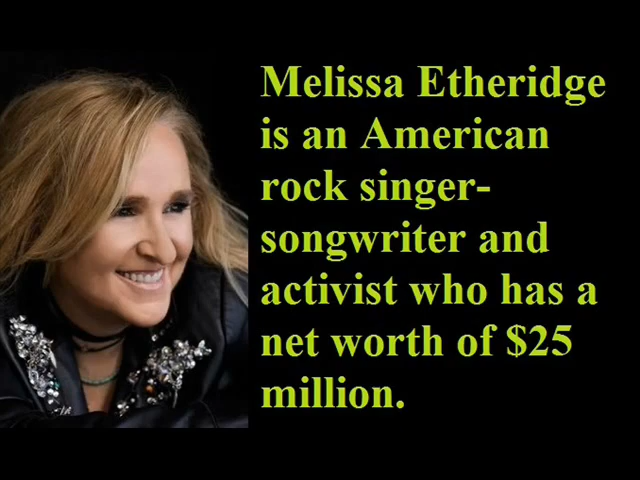 Melissa Etheridge
is an American
rock singer-
songwriter and
activist who has a
net worth of $25
million.